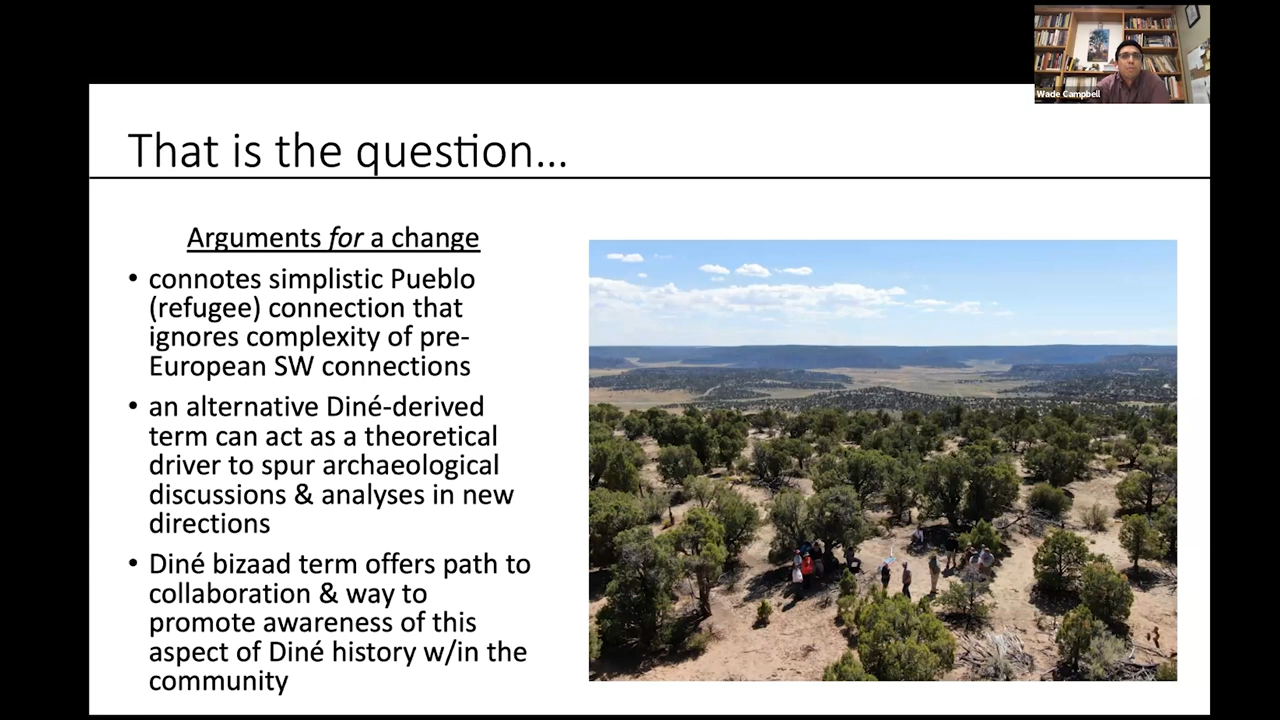 Wade Campbell
That is the question...
Arguments for a change
• connotes simplistic Pueblo
(refugee) connection that
ignores complexity of pre-
European SW connections
• an alternative Diné-derived
term can act as a theoretical
driver to spur archaeological
discussions & analyses in new
directions
• Diné bizaad term offers path to
collaboration & way to
promote awareness of this
aspect of Diné history w/in the
community